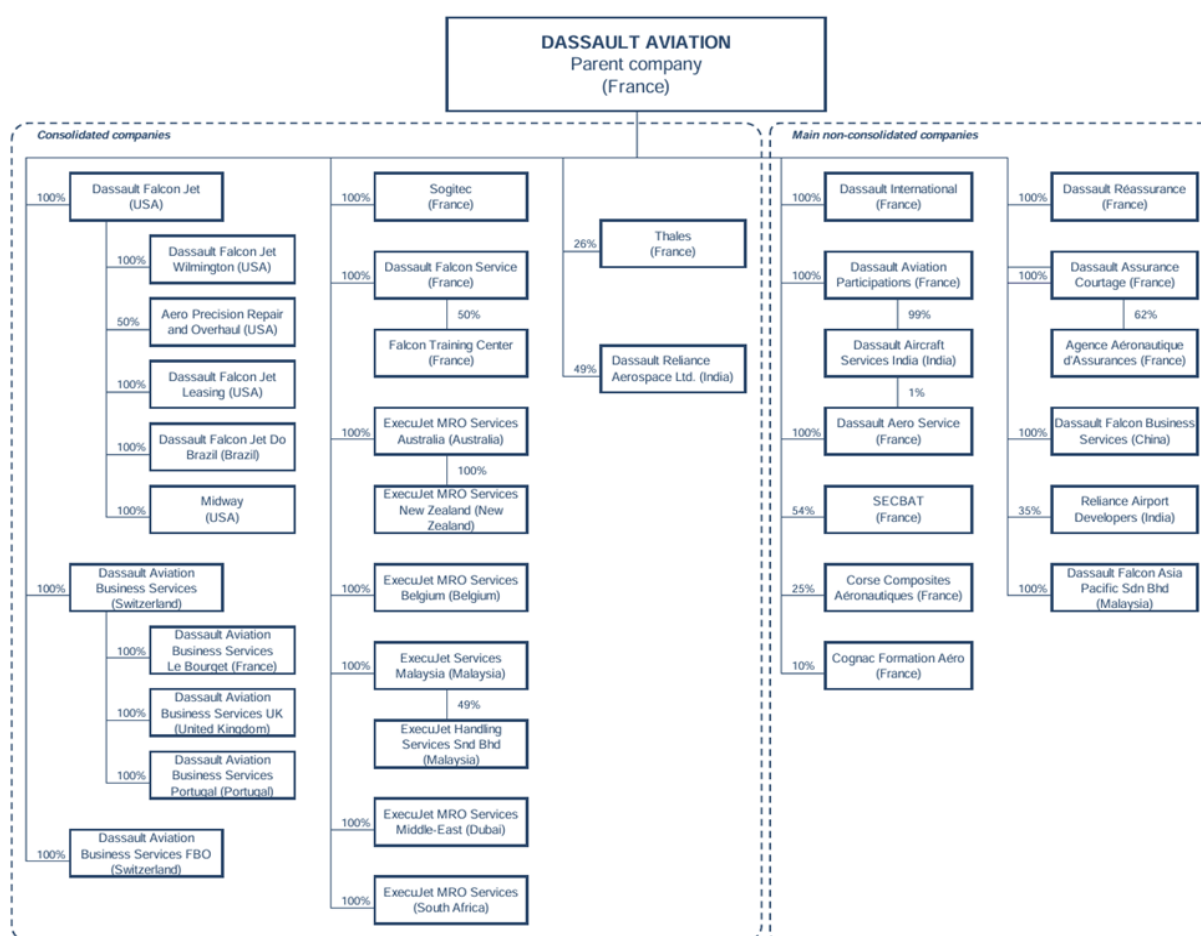 DASSAULT AVIATION
Parent company
(France)
Consolidated companies
100%
Dassault Falcon Jet
(USA)
100%
Dassault Falcon Jet
Wilmington (USA)
50%
Aero Precision Repair
and Overhaul (USA)
100%
Dassault Falcon Jet
Leasing (USA)
100%
Dassault Falcon Jet Do
Brazil (Brazil)
100%
Midway
(USA)
100%
Dassault Aviation
Business Services
(Switzerland)
100%
Dassault Aviation
Business Services
Le Bourget (France)
100%
Dassault Aviation
Business Services UK
(United Kingdom)
100%
Dassault Aviation
Business Services
Portugal (Portugal)
100%
Dassault Aviation
Business Services FBO
(Switzerland)
100%
Sogitec
(France)
100%
Dassault Falcon Service
(France)
50%
Falcon Training Center
(France)
100%
ExecuJet MRO Services
Australia (Australia)
100%
ExecuJet MRO Services
New Zealand (New
Zealand)
100%
ExecuJet MRO Services
Belgium (Belgium)
100%
ExecuJet Services
Malaysia (Malaysia)
49%
ExecuJet Handling
Services Snd Bhd
(Malaysia)
100%
ExecuJet MRO Services
Middle-East (Dubai)
100%
ExecuJet MRO Services
(South Africa)
26%
Thales
(France)
49%
Dassault Reliance
Aerospace Ltd. (India)
Main non-consolidated companies
100%
Dassault International
(France)
100%
Dassault Aviation
Participations (France)
99%
Dassault Aircraft
Services India (India)
1%
100%
Dassault Aero Service
(France)
54%
SECBAT
(France)
25%
Corse Composites
Aéronautiques (France)
10%
Cognac Formation Aéro
(France)
100%
Dassault Réassurance
(France)
100%
Dassault Assurance
Courtage (France)
62%
Agence Aéronautique
d'Assurances (France)
100%
Dassault Falcon Business
Services (China)
35%
Reliance Airport
Developers (India)
100%
Dassault Falcon Asia
Pacific Sdn Bhd
(Malaysia)